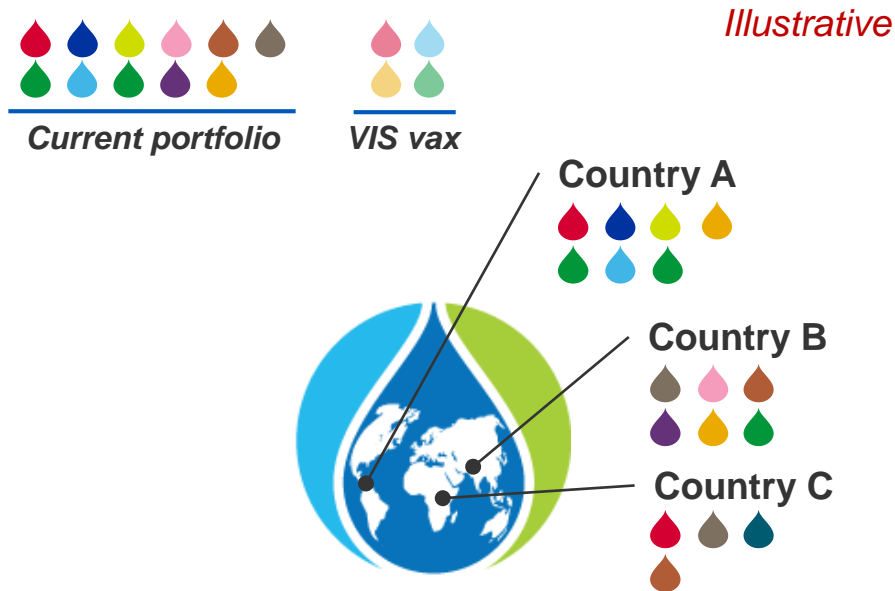 Illustrative
Current portfolio
VIS vax
Country A
Country B
Country C